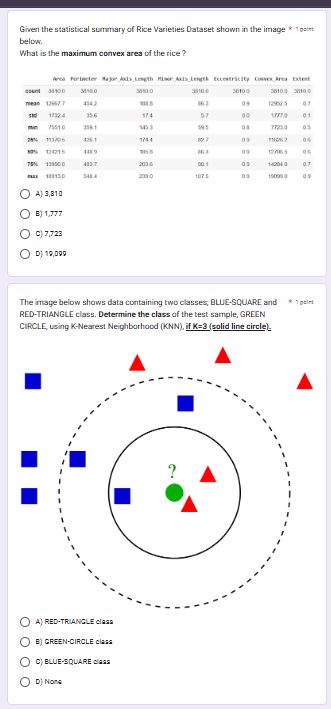 Given the statistical summary of Rice Varieties Dataset shown in the image * 1 point
below.
What is the maximum convex area of the rice ?
Area Perimeter Major_Axis_Length Minor_Axis_Length Eccentricity Convex_Area Extent
count 3810.0 3810.0 3810.0 3810.0 3810.0 3810.0 3810.0
mean 12667.7 454.2 188.8 86.3 0.9 12952.5 0.7
std 1732.4 35.6 17.4 5.7 0.0 1777.0 0.1
min 7551.0 359.1 145.3 59.5 0.8 7723.0 0.5
25% 11370.5 426.1 174.4 82.7 0.9 11626.2 0.6
50% 12421.5 448.9 185.8 86.4 0.9 12706.5 0.6
75% 13950.0 483.7 203.6 90.1 0.9 14284.0 0.7
max 18913.0 548.4 239.0 107.5 0.9 19099.0 0.9
A) 3,810
B) 1,777
C) 7,723
D) 19,099
The image below shows data containing two classes; BLUE-SQUARE and * 1 point
RED-TRIANGLE class. Determine the class of the test sample, GREEN
CIRCLE, using K-Nearest Neighborhood (KNN), if K=3 (solid line circle).
?
A) RED-TRIANGLE class
B) GREEN-CIRCLE class
C) BLUE-SQUARE class
D) None